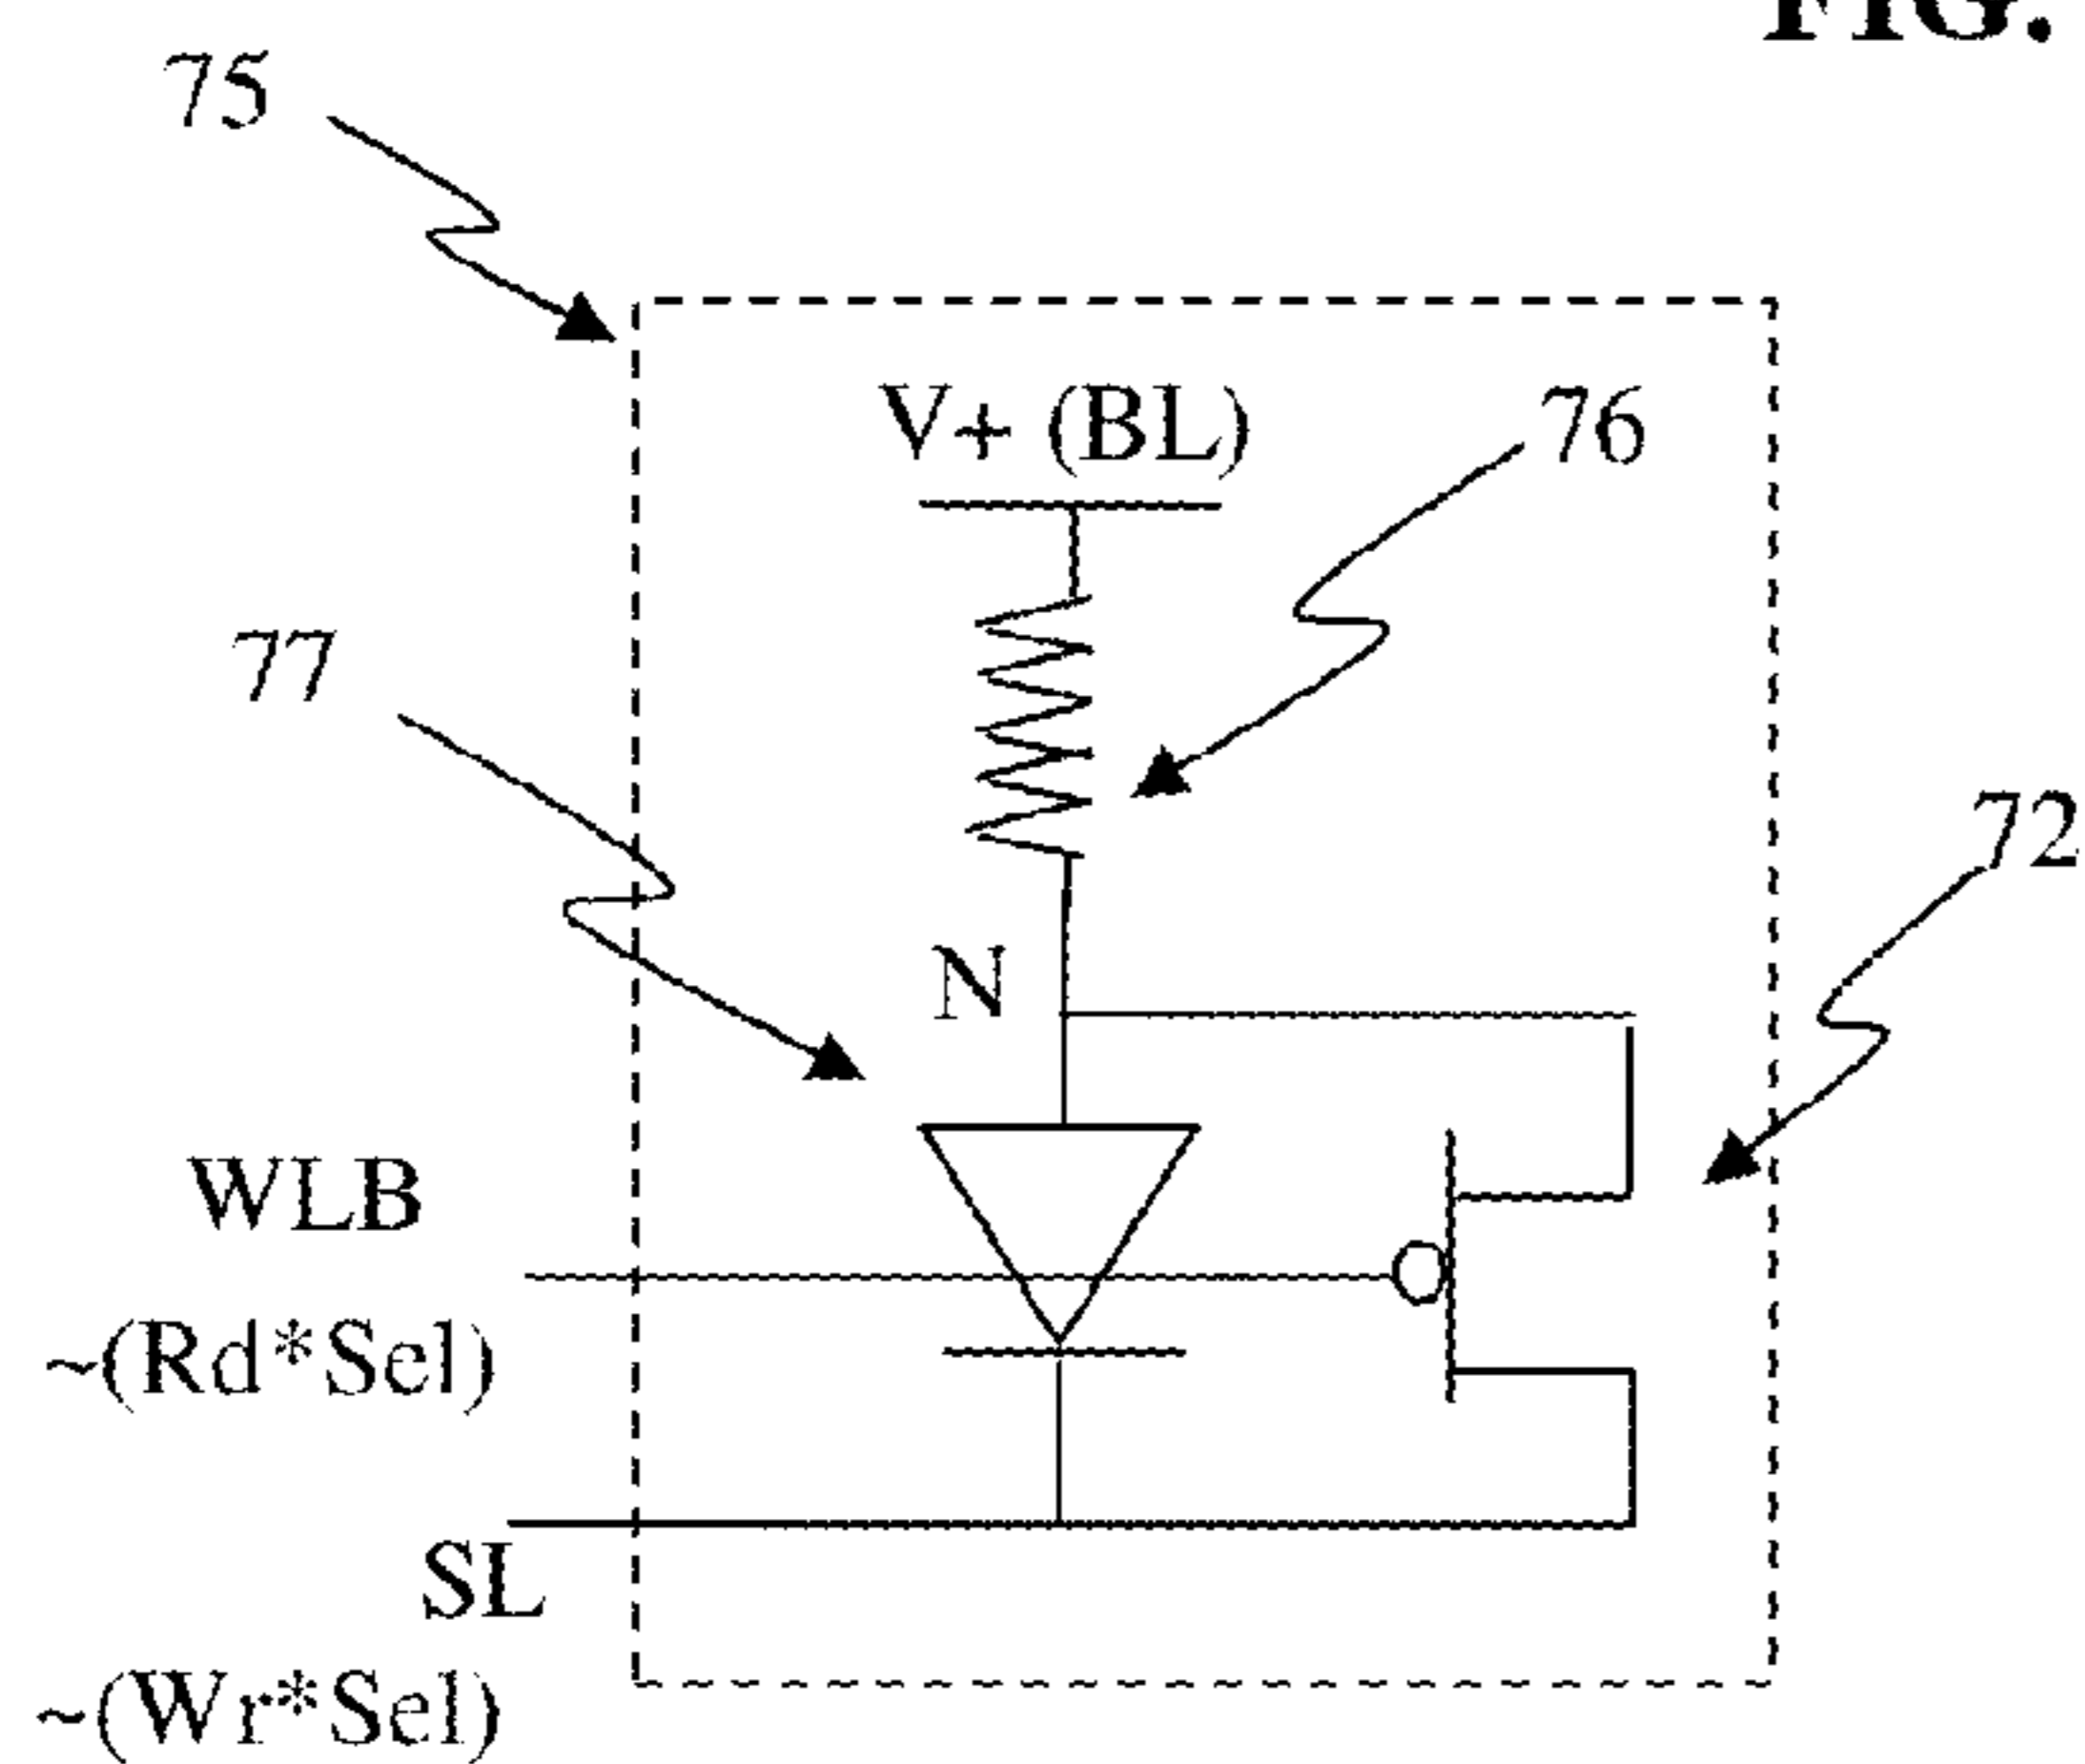 FIG.
75
V+ (BL)
76
77
72
N
WLB
~(Rd*Sel)
SL
~(Wr*Sel)